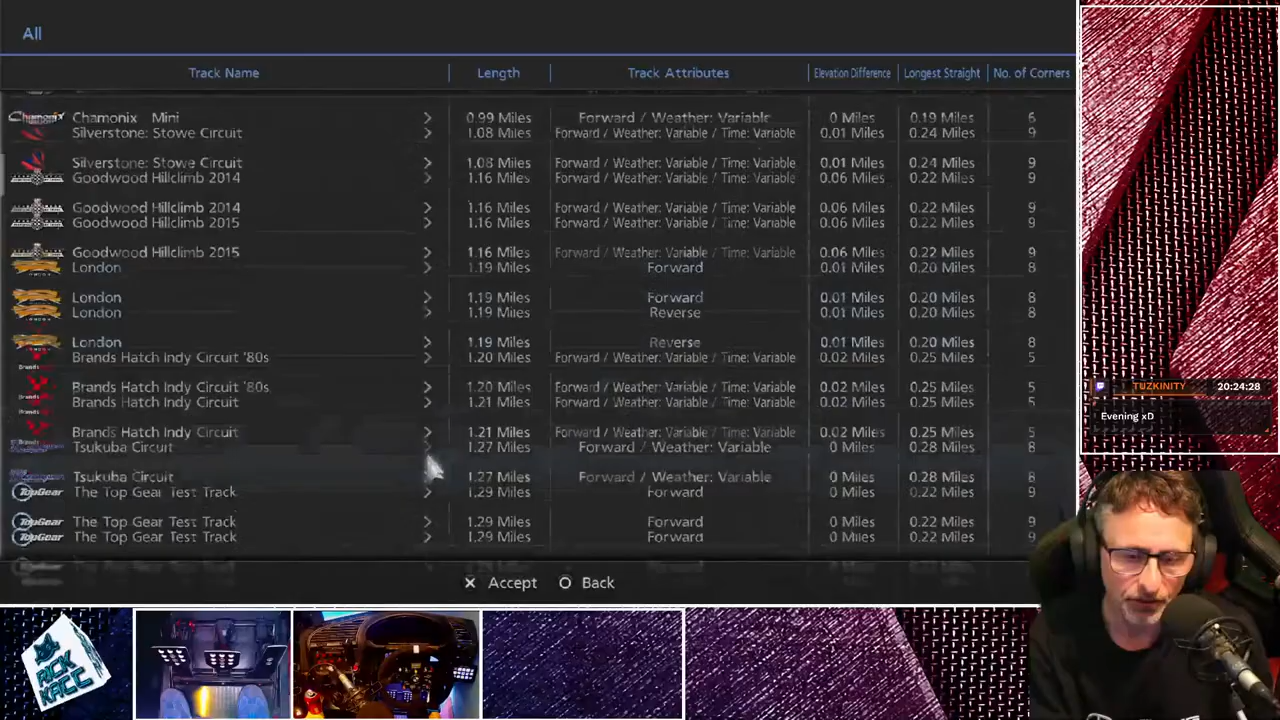 All
Track Name Length Track Attributes Elevation Difference Longest Straight No. of Corners
Chamonix Mini > 0.99 Miles Forward / Weather: Variable 0 Miles 0.19 Miles 6
Silverstone: Stowe Circuit > 1.08 Miles Forward / Weather: Variable / Time: Variable 0.01 Miles 0.24 Miles 9
Silverstone: Stowe Circuit > 1.08 Miles Forward / Weather: Variable / Time: Variable 0.01 Miles 0.24 Miles 9
Goodwood Hillclimb 2014 > 1.16 Miles Forward / Weather: Variable / Time: Variable 0.06 Miles 0.22 Miles 9
Goodwood Hillclimb 2014 > 1.16 Miles Forward / Weather: Variable / Time: Variable 0.06 Miles 0.22 Miles 9
Goodwood Hillclimb 2015 > 1.16 Miles Forward / Weather: Variable / Time: Variable 0.06 Miles 0.22 Miles 9
Goodwood Hillclimb 2015 > 1.16 Miles Forward / Weather: Variable / Time: Variable 0.06 Miles 0.22 Miles 9
London > 1.19 Miles Forward 0.01 Miles 0.20 Miles 8
London > 1.19 Miles Forward 0.01 Miles 0.20 Miles 8
London > 1.19 Miles Reverse 0.01 Miles 0.20 Miles 8
London > 1.19 Miles Reverse 0.01 Miles 0.20 Miles 8
Brands Hatch Indy Circuit '80s > 1.20 Miles Forward / Weather: Variable / Time: Variable 0.02 Miles 0.25 Miles 5
Brands Hatch Indy Circuit '80s > 1.20 Miles Forward / Weather: Variable / Time: Variable 0.02 Miles 0.25 Miles 5
Brands Hatch Indy Circuit > 1.21 Miles Forward / Weather: Variable / Time: Variable 0.02 Miles 0.25 Miles 5
Brands Hatch Indy Circuit > 1.21 Miles Forward / Weather: Variable / Time: Variable 0.02 Miles 0.25 Miles 5
Tsukuba Circuit 1.27 Miles Forward / Weather: Variable 0 Miles 0.28 Miles 8
Tsukuba Circuit 1.27 Miles Forward / Weather: Variable 0 Miles 0.28 Miles 8
TopGear The Top Gear Test Track > 1.29 Miles Forward 0 Miles 0.22 Miles 9
TopGear The Top Gear Test Track > 1.29 Miles Forward 0 Miles 0.22 Miles 9
The Top Gear Test Track > 1.29 Miles Forward 0 Miles 0.22 Miles 9
X Accept O Back
TUZKINITY 20:24:28
Evening xD
RICK
KACC